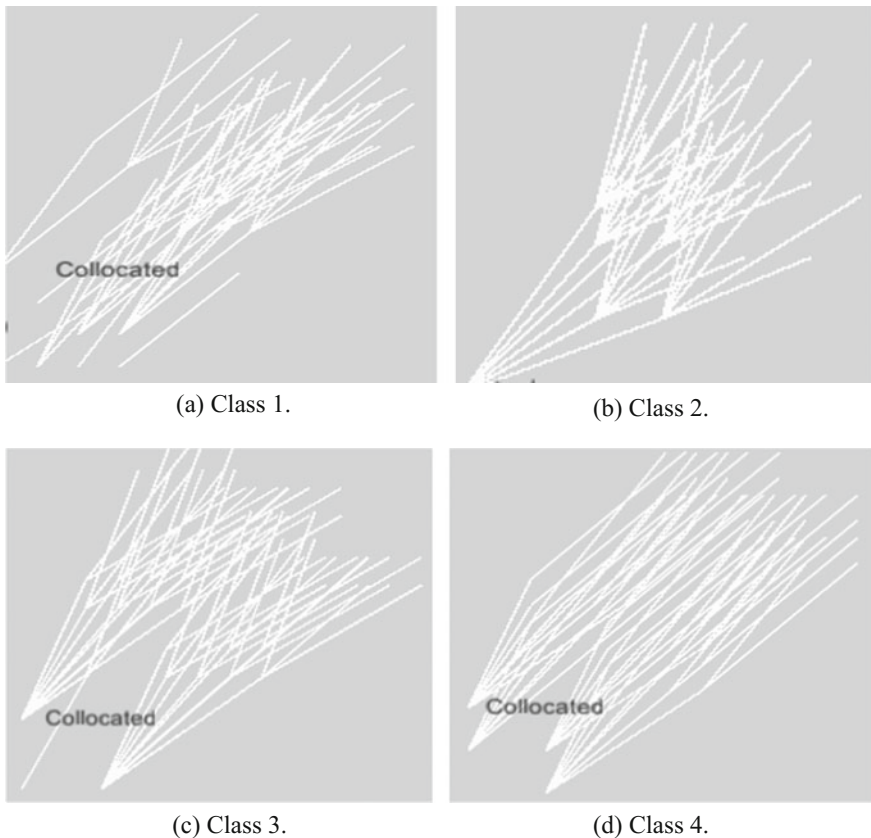 Collocated
(a) Class 1.
(b) Class 2.
Collocated
(c) Class 3.
Collocated
(d) Class 4.